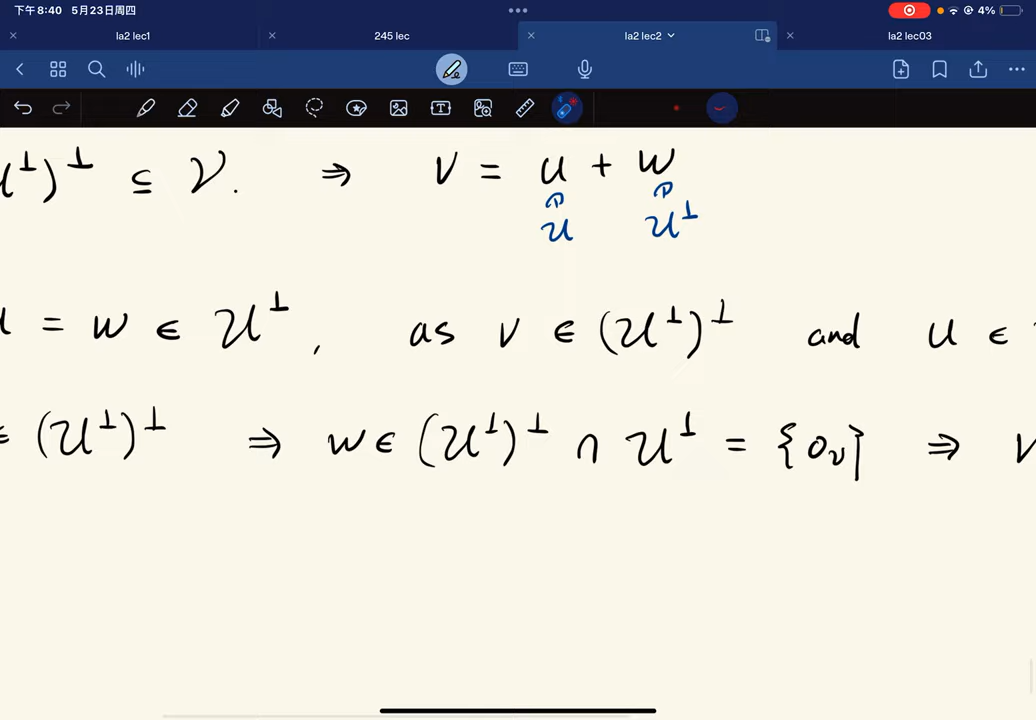 下午8:40 5月23日周四 4%
la2 lec1 245 lec la2 lec2 la2 lec03
𝒰^⊥)^⊥ ⊆ 𝒱. ⇒ v = u + w
𝒰 𝒰^⊥
u = w ∈ 𝒰^⊥, as v ∈ (𝒰^⊥)^⊥ and u ∈
∈ (𝒰^⊥)^⊥ ⇒ w ∈ (𝒰^⊥)^⊥ ∩ 𝒰^⊥ = {0_𝒱} ⇒ v